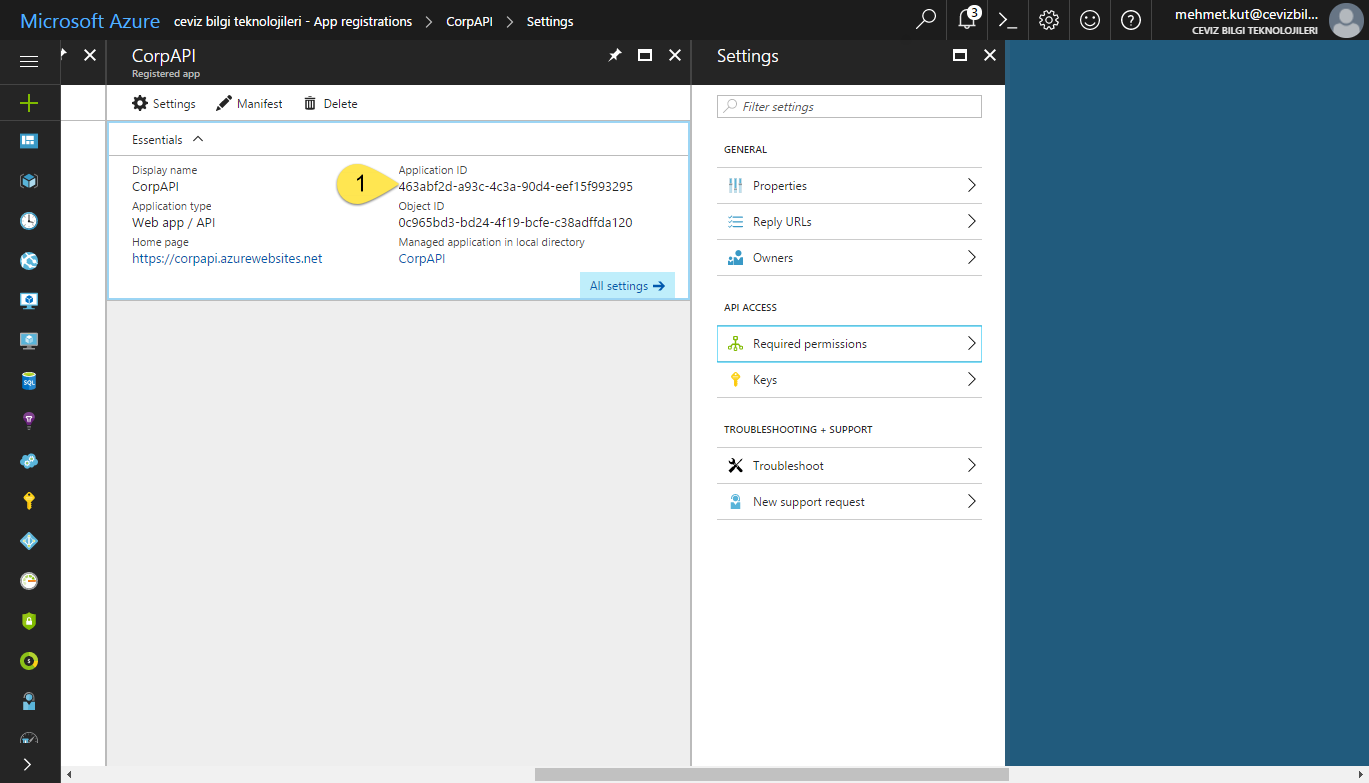 Microsoft Azure ceviz bilgi teknolojileri - App registrations > CorpAPI > Settings
3
mehmet.kut@cevizbil...
CEVIZ BILGI TEKNOLOJILERI
CorpAPI
Registered app
Settings Manifest Delete
Essentials
Display name
CorpAPI
Application type
Web app / API
Home page
https://corpapi.azurewebsites.net
1
Application ID
463abf2d-a93c-4c3a-90d4-eef15f993295
Object ID
0c965bd3-bd24-4f19-bcfe-c38adffda120
Managed application in local directory
CorpAPI
All settings
Settings
Filter settings
GENERAL
Properties
Reply URLs
Owners
API ACCESS
Required permissions
Keys
TROUBLESHOOTING + SUPPORT
Troubleshoot
New support request
SQL